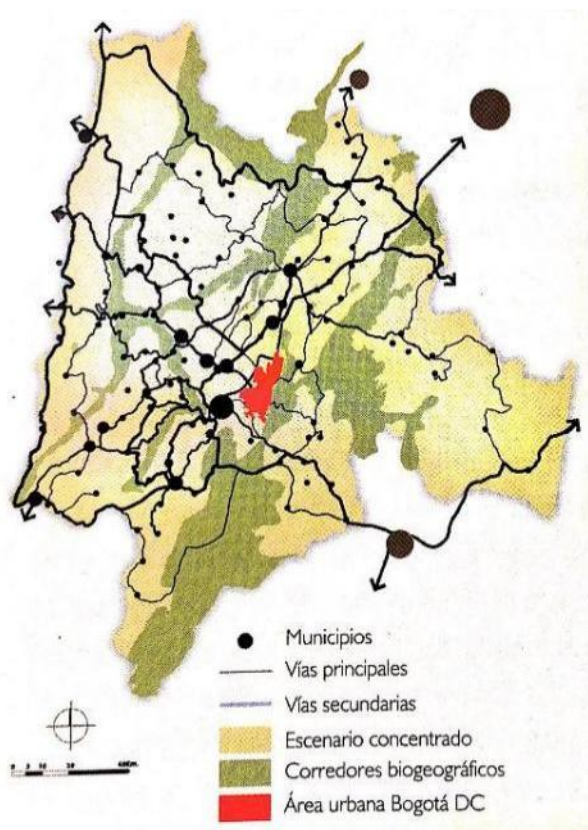 Municipios
Vías principales
Vías secundarias
Escenario concentrado
Corredores biogeográficos
Área urbana Bogotá DC